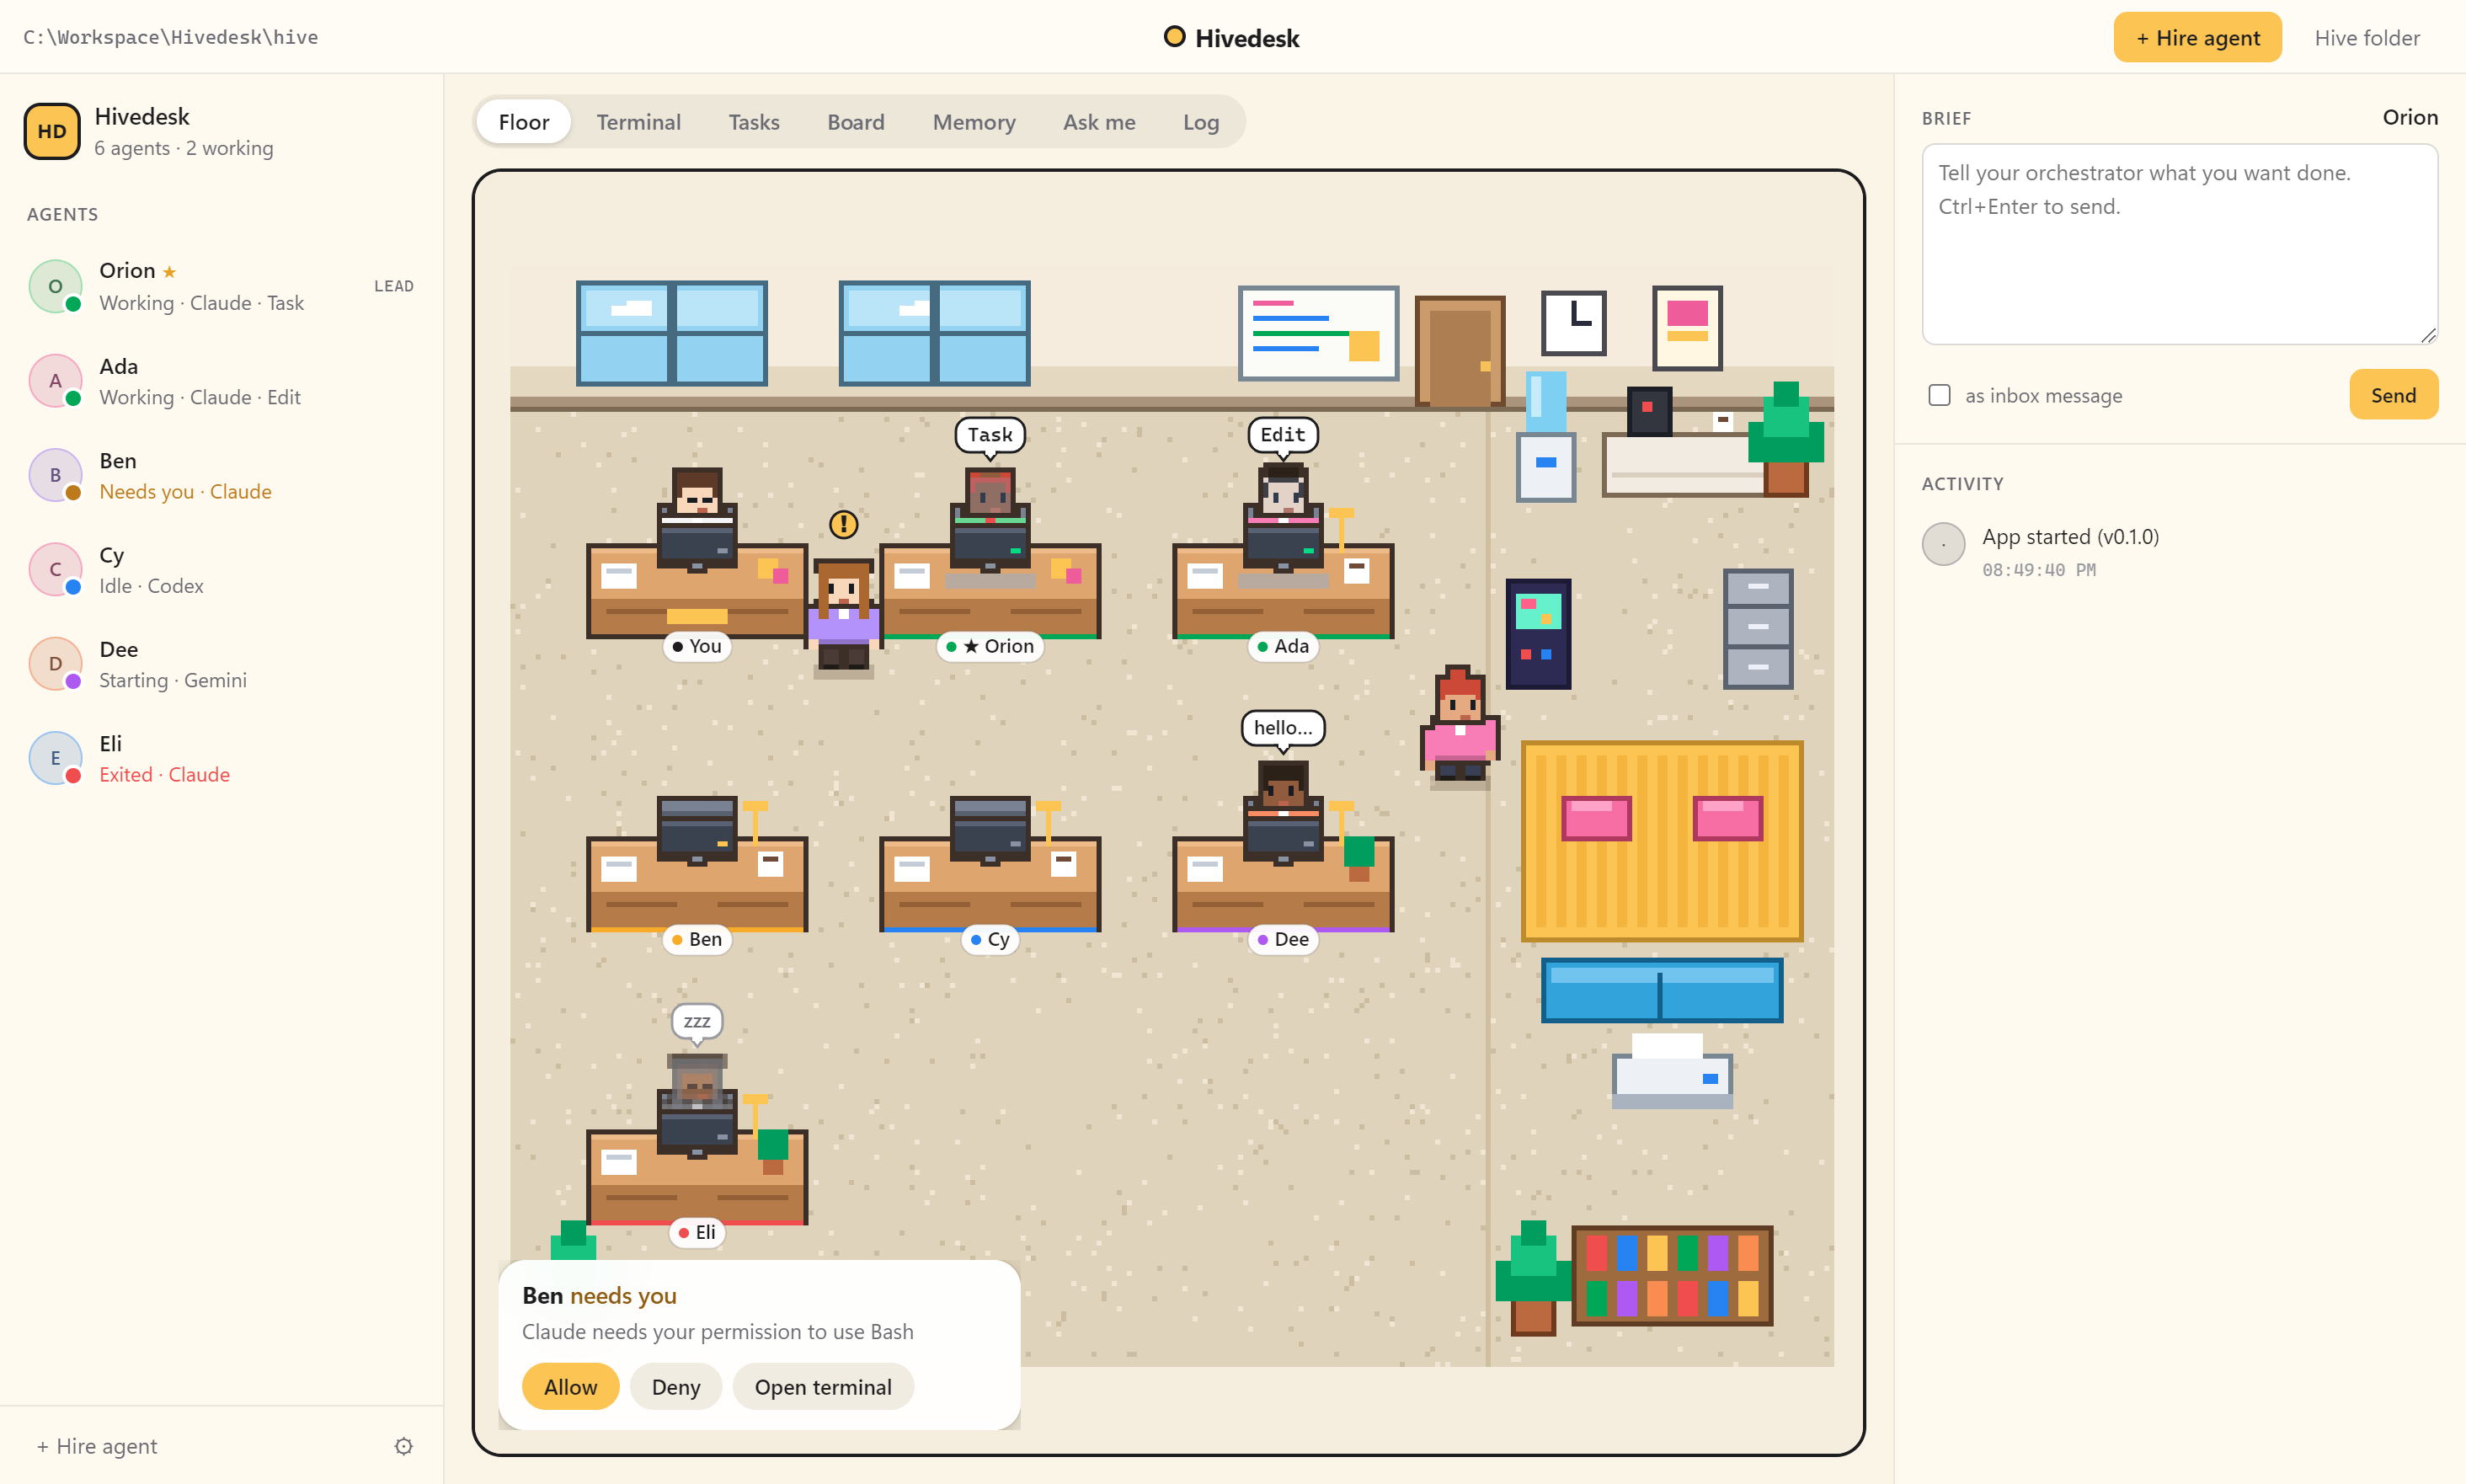 C:\Workspace\Hivedesk\hive
Hivedesk
+ Hire agent
Hive folder
HD
Hivedesk
6 agents · 2 working
AGENTS
O
Orion ★
Working · Claude · Task
LEAD
A
Ada
Working · Claude · Edit
B
Ben
Needs you · Claude
C
Cy
Idle · Codex
D
Dee
Starting · Gemini
E
Eli
Exited · Claude
+ Hire agent
Floor
Terminal
Tasks
Board
Memory
Ask me
Log
Task
Edit
!
You
★ Orion
Ada
hello...
Ben
Cy
Dee
zzz
Eli
Ben needs you
Claude needs your permission to use Bash
Allow
Deny
Open terminal
BRIEF
Orion
Tell your orchestrator what you want done.
Ctrl+Enter to send.
as inbox message
Send
ACTIVITY
App started (v0.1.0)
08:49:40 PM